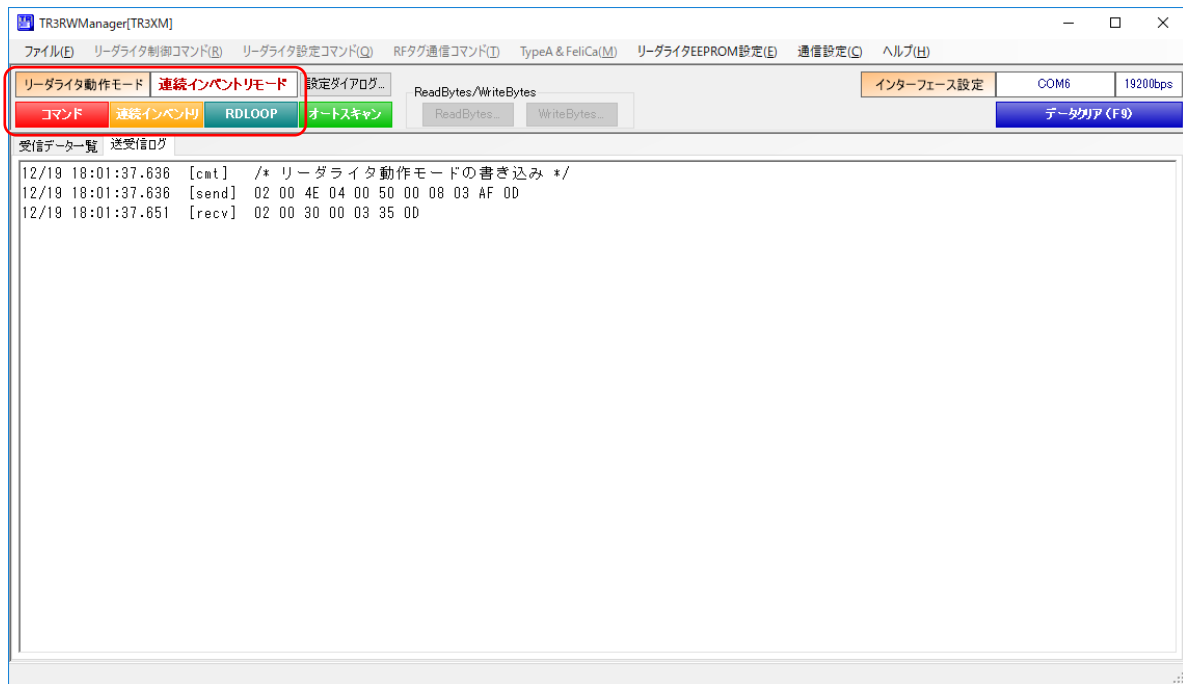 TR3RWManager[TR3XM]
ファイル(F) リーダライタ制御コマンド(R) リーダライタ設定コマンド(Q) RFタグ通信コマンド(T) TypeA & FeliCa(M) リーダライタEEPROM設定(E) 通信設定(C) ヘルプ(H)
リーダライタ動作モード 連続インベントリモード 設定ダイアログ... ReadBytes/WriteBytes インターフェース設定 COM6 19200bps
コマンド 連続インベントリ RDLOOP オートスキャン ReadBytes... WriteBytes... データクリア (F9)
受信データ一覧 送受信ログ
12/19 18:01:37.636 [cmt] /* リーダライタ動作モードの書き込み */
12/19 18:01:37.636 [send] 02 00 4E 04 00 50 00 08 03 AF 0D
12/19 18:01:37.651 [recv] 02 00 30 00 03 35 0D